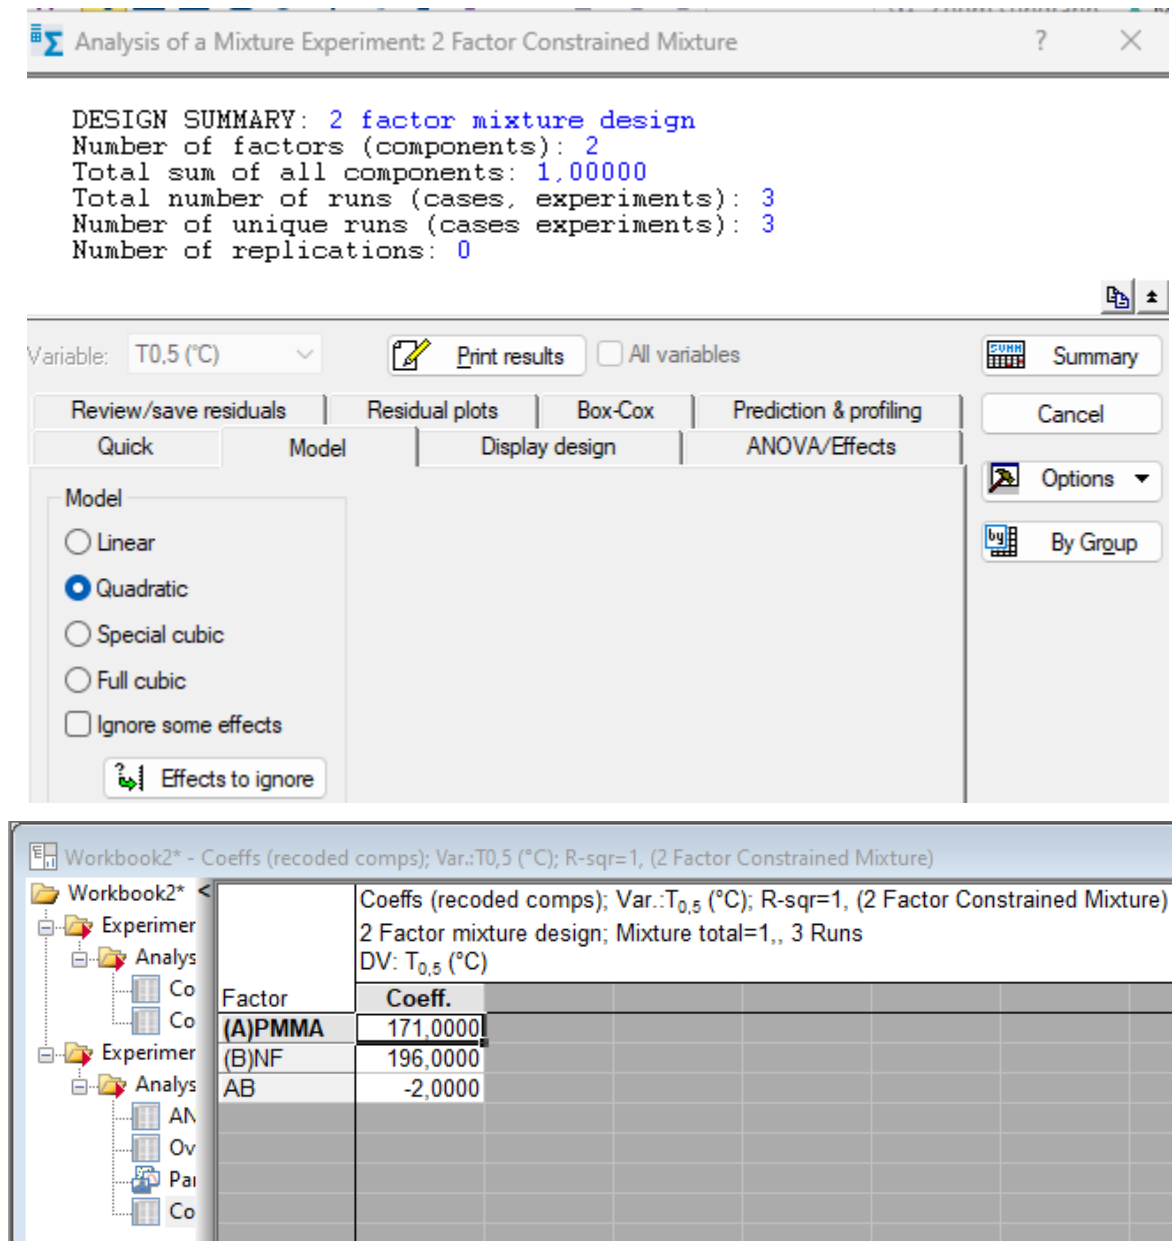 Analysis of a Mixture Experiment: 2 Factor Constrained Mixture ?
DESIGN SUMMARY: 2 factor mixture design
Number of factors (components): 2
Total sum of all components: 1,00000
Total number of runs (cases, experiments): 3
Number of unique runs (cases experiments): 3
Number of replications: 0
Variable: T0,5 (°C) Print results All variables Summary
Review/save residuals Residual plots Box-Cox Prediction & profiling Cancel
Quick Model Display design ANOVA/Effects
Options
Model
Linear
By Group
Quadratic
Special cubic
Full cubic
Ignore some effects
Effects to ignore
Workbook2* - Coeffs (recoded comps); Var.:T0,5 (°C); R-sqr=1, (2 Factor Constrained Mixture)
Workbook2*
Experimer
Analys
Co
Co
Experimer
Analys
AN
Ov
Par
Co
Coeffs (recoded comps); Var.:T0,5 (°C); R-sqr=1, (2 Factor Constrained Mixture)
2 Factor mixture design; Mixture total=1,, 3 Runs
DV: T0,5 (°C)
Factor Coeff.
(A)PMMA 171,0000
(B)NF 196,0000
AB -2,0000